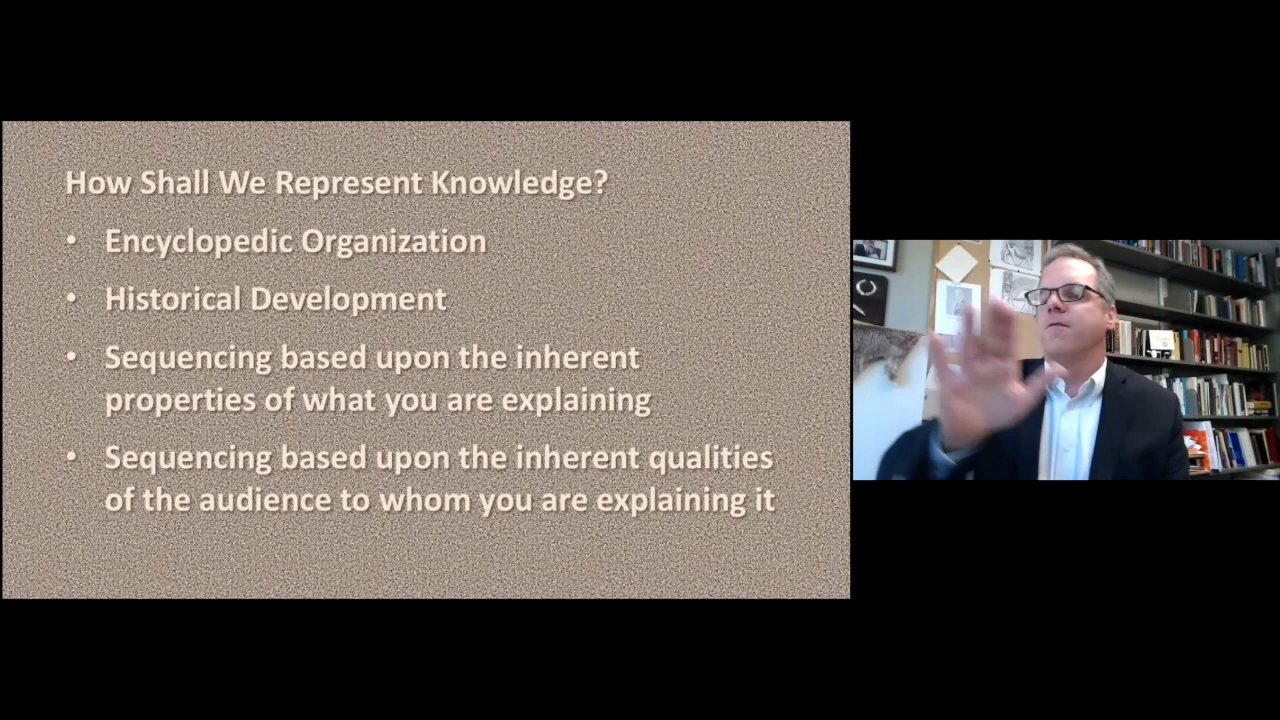 How Shall We Represent Knowledge?
• Encyclopedic Organization
• Historical Development
• Sequencing based upon the inherent
properties of what you are explaining
• Sequencing based upon the inherent qualities
of the audience to whom you are explaining it